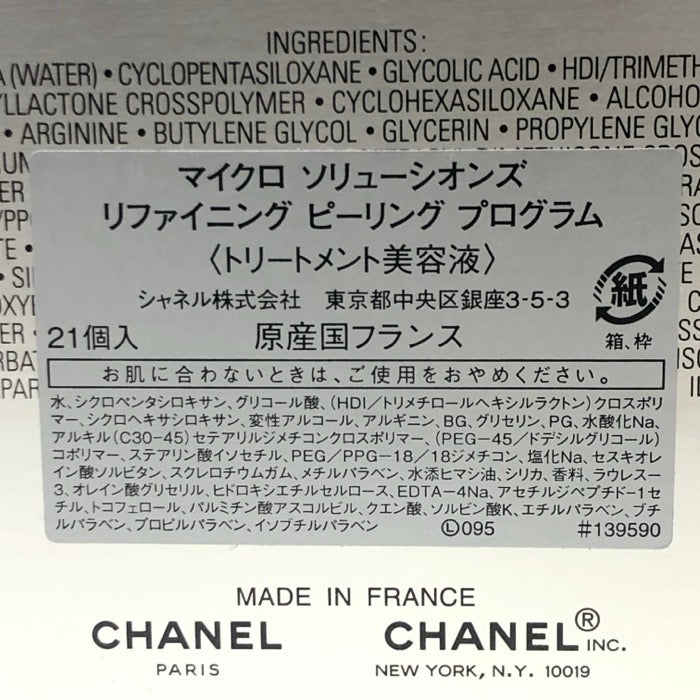 INGREDIENTS:
(WATER) • CYCLOPENTASILOXANE • GLYCOLIC ACID • HDI/TRIMETH
LLACTONE CROSSPOLYMER • CYCLOHEXASILOXANE • ALCOHO
• ARGININE • BUTYLENE GLYCOL • GLYCERIN • PROPYLENE GLYC
マイクロ ソリューシオンズ
リファイニング ピーリング プログラム
〈トリートメント美容液〉
シャネル株式会社 東京都中央区銀座3-5-3
紙
21個入 原産国フランス 箱、枠
お肌に合わないときは、ご使用をおやめください。
水、シクロペンタシロキサン、グリコール酸、(HDI/トリメチロールヘキシルラクトン)クロスポリ
マー、シクロヘキサシロキサン、変性アルコール、アルギニン、BG、グリセリン、PG、水酸化Na、
アルキル(C30-45)セテアリルジメチコンクロスポリマー、(PEG-45/ドデシルグリコール)
コポリマー、ステアリン酸イソセチル、PEG/PPG-18/18ジメチコン、塩化Na、セスキオレ
イン酸ソルビタン、スクレロチウムガム、メチルパラベン、水添ヒマシ油、シリカ、香料、ラウレス-
3、オレイン酸グリセリル、ヒドロキシエチルセルロース、EDTA-4Na、アセチルジペプチド-1セ
チル、トコフェロール、パルミチン酸アスコルビル、クエン酸、ソルビン酸K、エチルパラベン、ブチ
ルパラベン、プロピルパラベン、イソブチルパラベン Ⓛ095 #139590
MADE IN FRANCE
CHANEL CHANEL® INC.
PARIS NEW YORK, N.Y. 10019